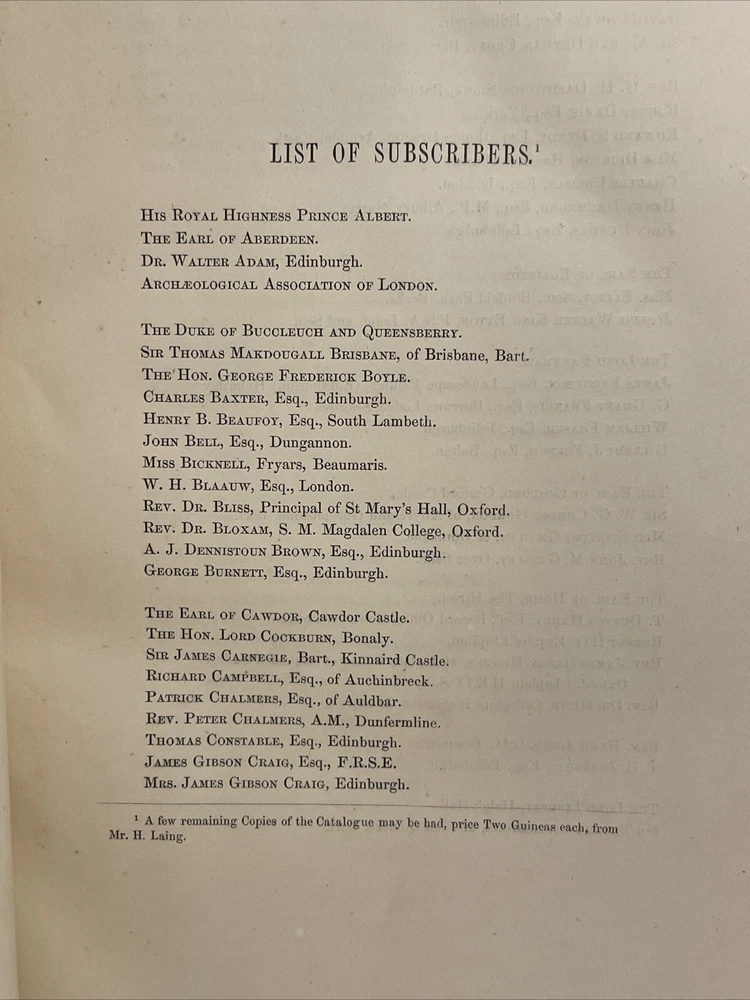 LIST OF SUBSCRIBERS.¹
HIS ROYAL HIGHNESS PRINCE ALBERT.
THE EARL OF ABERDEEN.
DR. WALTER ADAM, Edinburgh.
ARCHÆOLOGICAL ASSOCIATION OF LONDON.
THE DUKE OF BUCCLEUCH AND QUEENSBERRY.
SIR THOMAS MAKDOUGALL BRISBANE, of Brisbane, Bart.
THE HON. GEORGE FREDERICK BOYLE.
CHARLES BAXTER, Esq., Edinburgh.
HENRY B. BEAUFOY, Esq., South Lambeth.
JOHN BELL, Esq., Dungannon.
MISS BICKNELL, Fryars, Beaumaris.
W. H. BLAAUW, Esq., London.
REV. DR. BLISS, Principal of St Mary's Hall, Oxford.
REV. DR. BLOXAM, S. M. Magdalen College, Oxford.
A. J. DENNISTOUN BROWN, Esq., Edinburgh.
GEORGE BURNETT, Esq., Edinburgh.
THE EARL OF CAWDOR, Cawdor Castle.
THE HON. LORD COCKBURN, Bonaly.
SIR JAMES CARNEGIE, Bart., Kinnaird Castle.
RICHARD CAMPBELL, Esq., of Auchinbreck.
PATRICK CHALMERS, Esq., of Auldbar.
REV. PETER CHALMERS, A.M., Dunfermline.
THOMAS CONSTABLE, Esq., Edinburgh.
JAMES GIBSON CRAIG, Esq., F.R.S.E.
MRS. JAMES GIBSON CRAIG, Edinburgh.
¹ A few remaining Copies of the Catalogue may be had, price Two Guineas each, from
Mr. H. Laing.